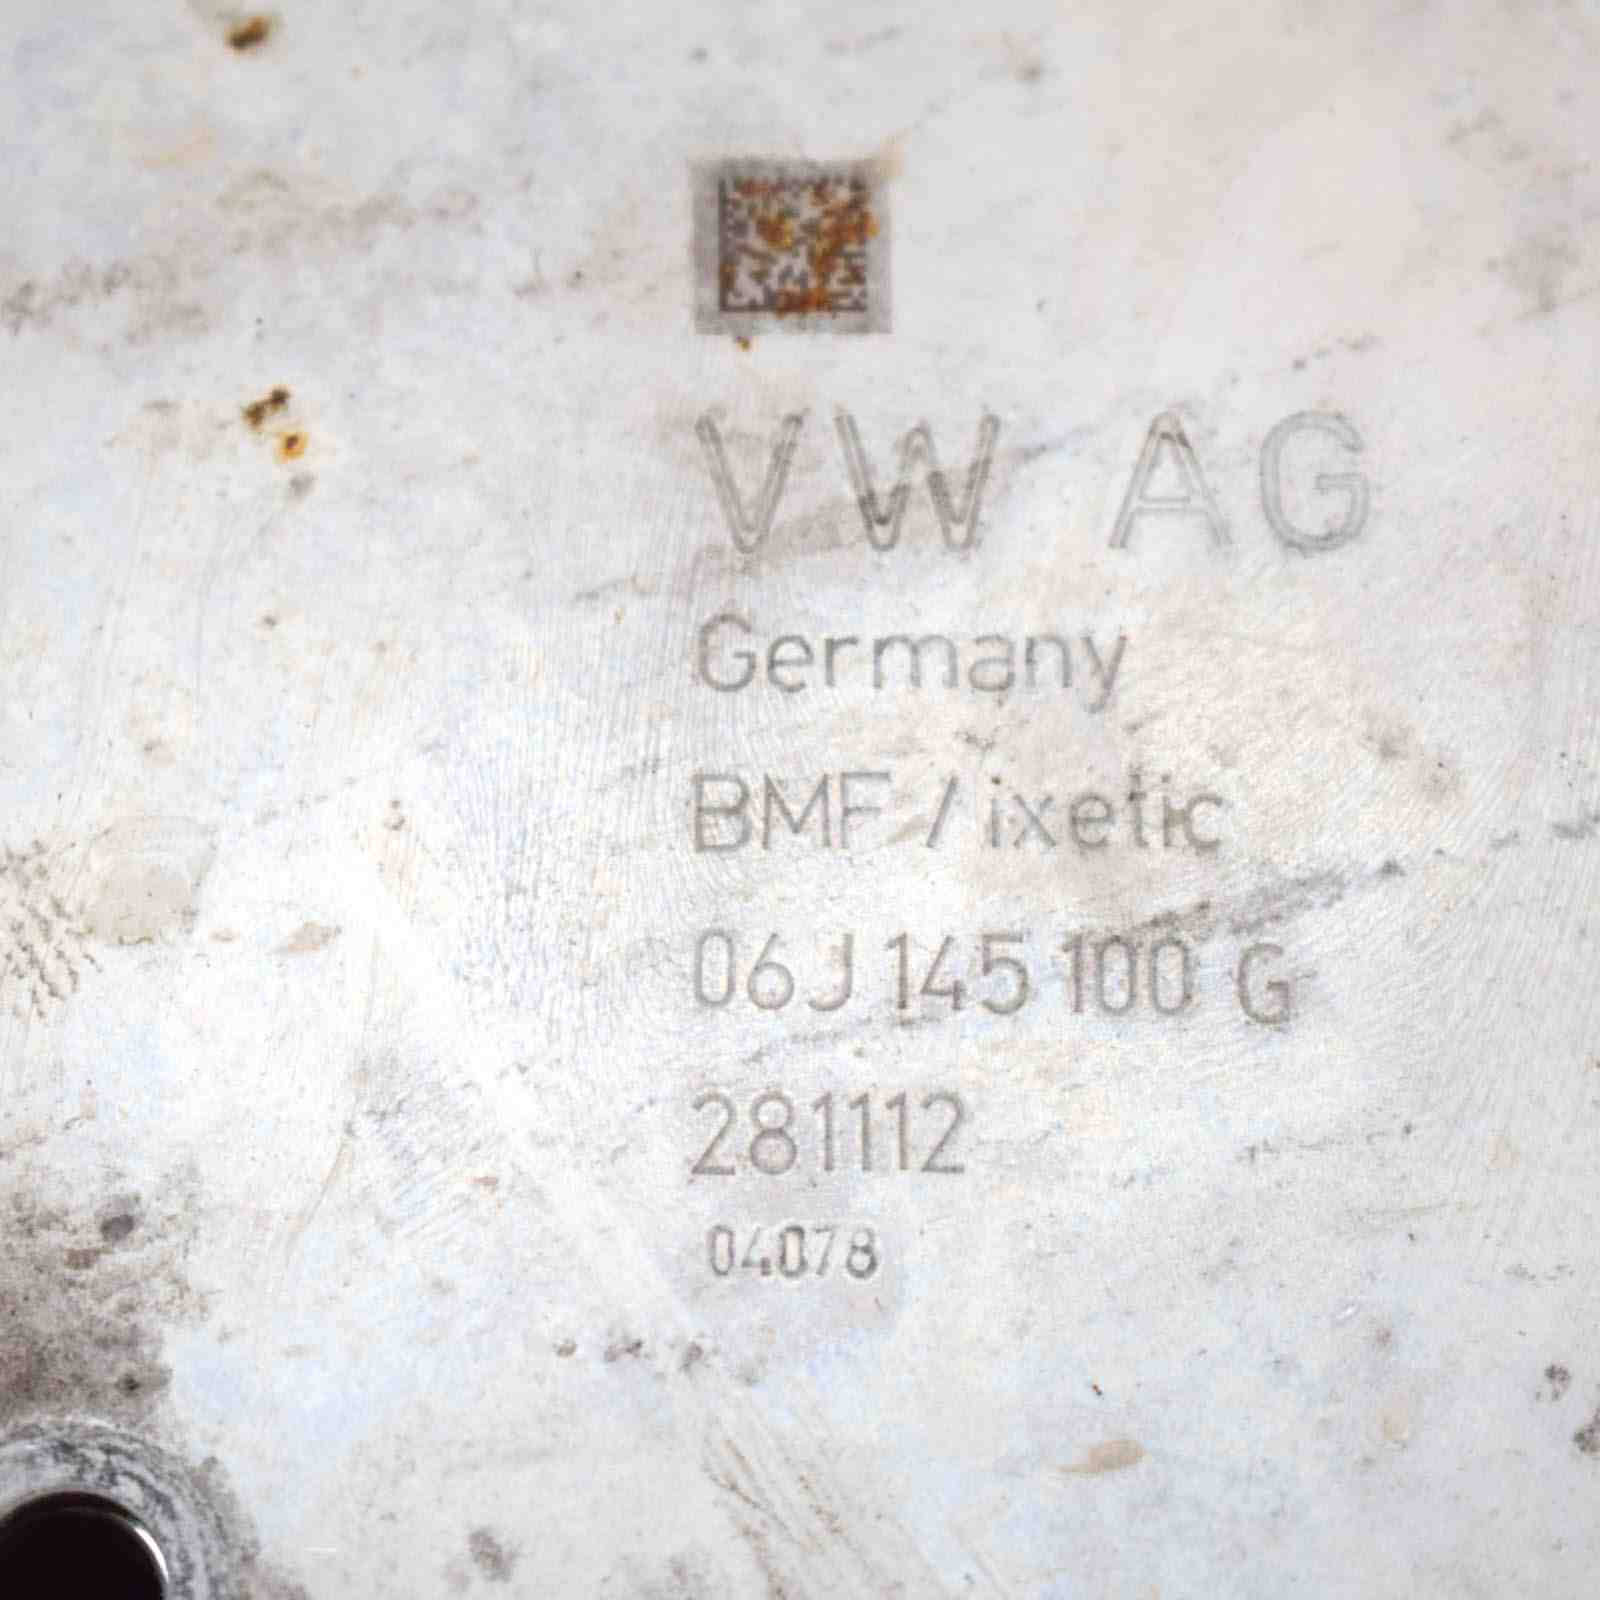 VW AG
Germany
BMF / ixetic
06J 145 100 G
281112
04078